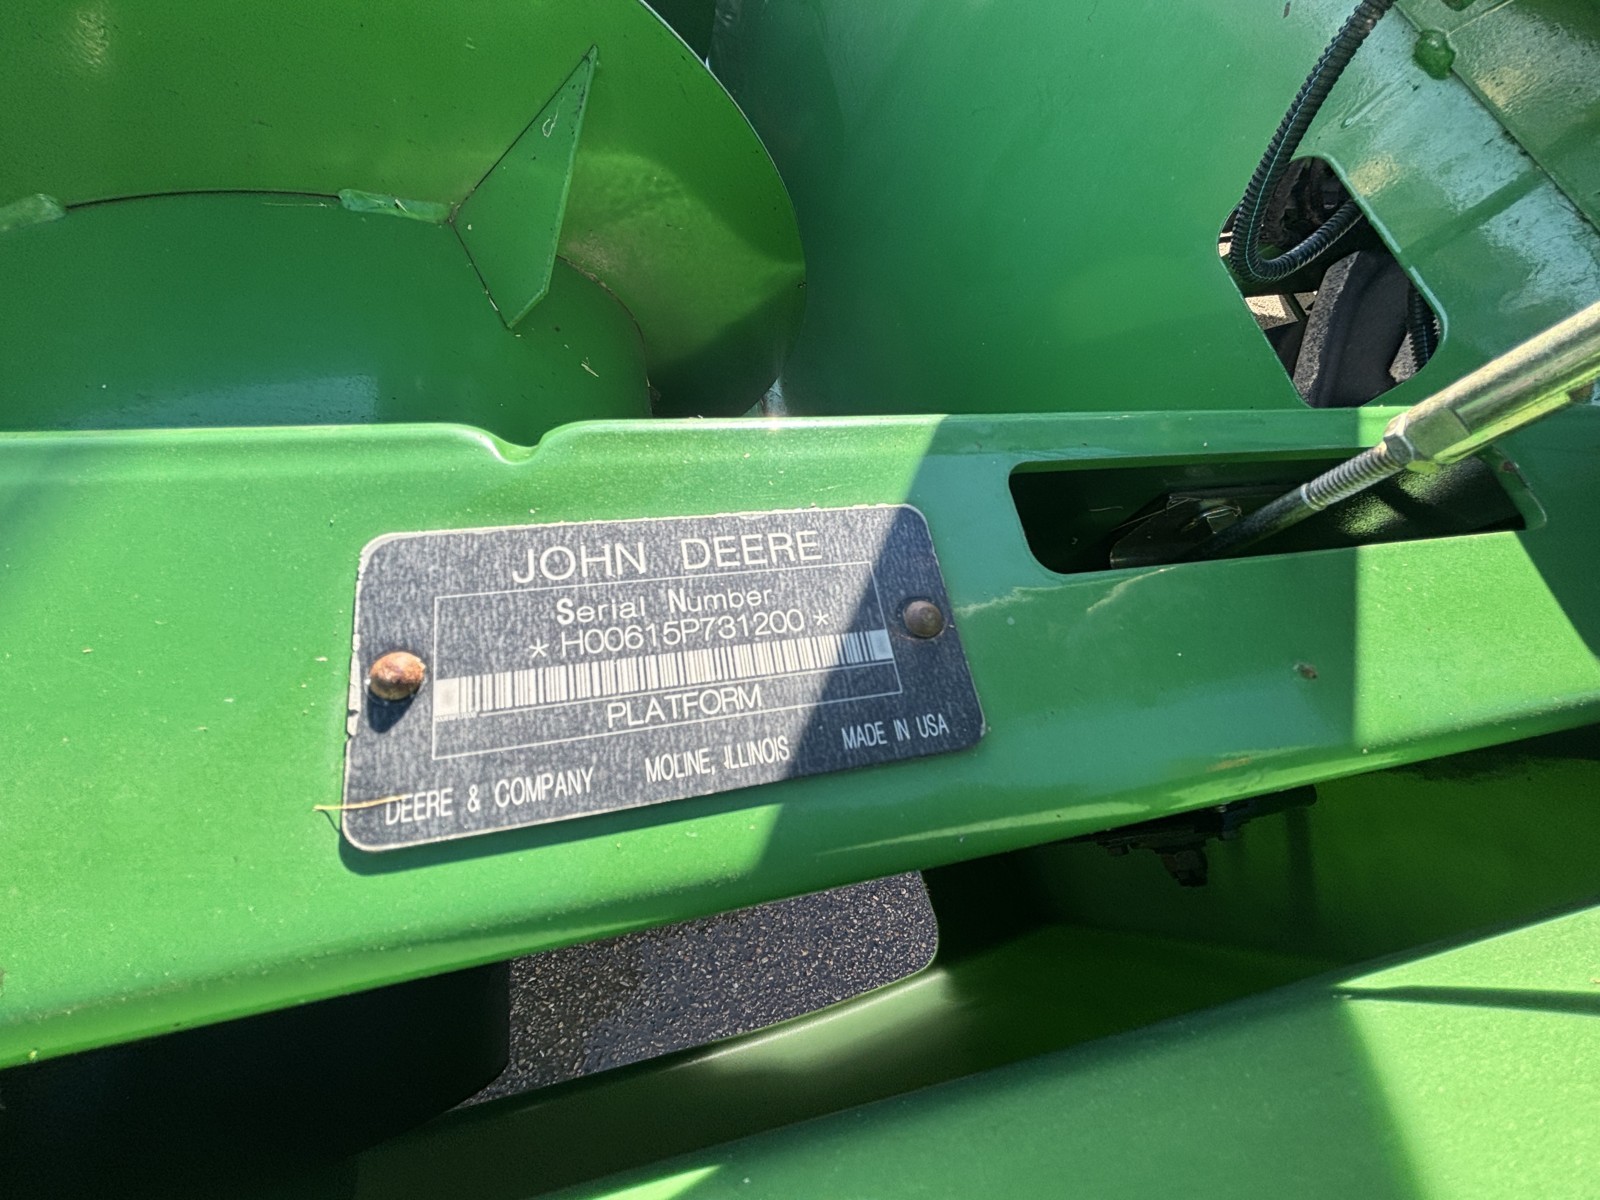 JOHN DEERE
Serial Number
* H00615P731200 *
PLATFORM
DEERE & COMPANY MOLINE, ILLINOIS MADE IN USA